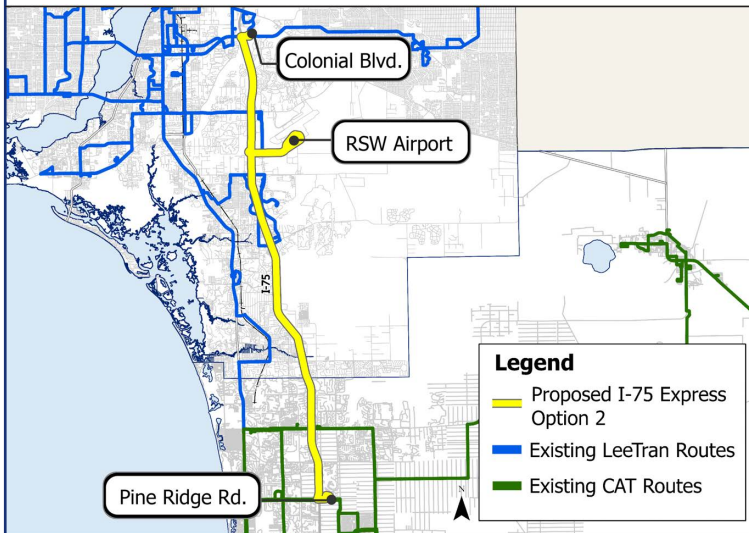 Colonial Blvd.
RSW Airport
I-75
Legend
Proposed I-75 Express
Option 2
Existing LeeTran Routes
Existing CAT Routes
Pine Ridge Rd.
N